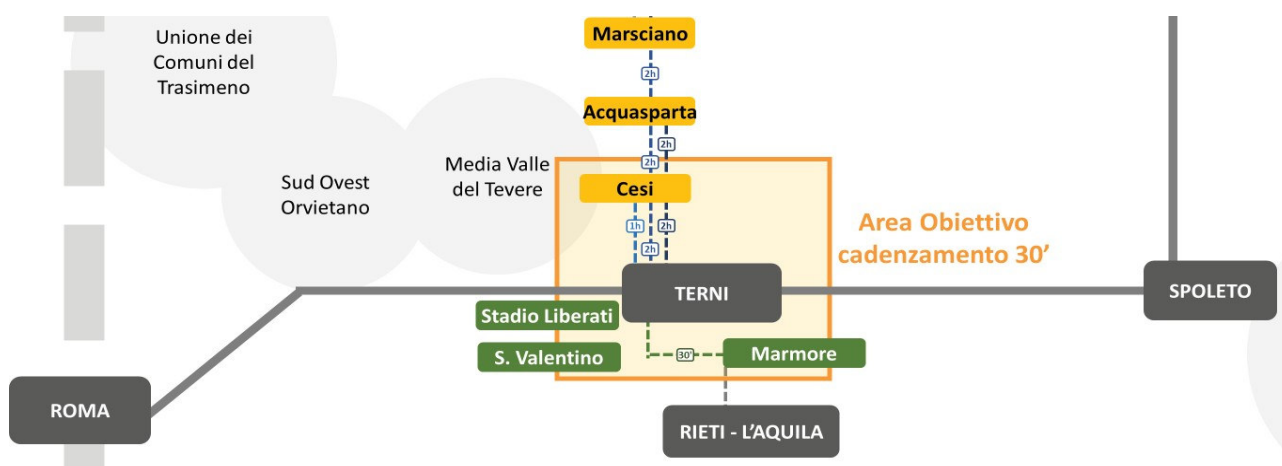 Unione dei
Comuni del
Trasimeno
Marsciano
2h
Acquasparta
2h
2h
Media Valle
del Tevere
Sud Ovest
Orvietano
Cesi
1h
2h
2h
Area Obiettivo
cadenzamento 30’
TERNI
SPOLETO
Stadio Liberati
S. Valentino
30'
Marmore
ROMA
RIETI - L’AQUILA